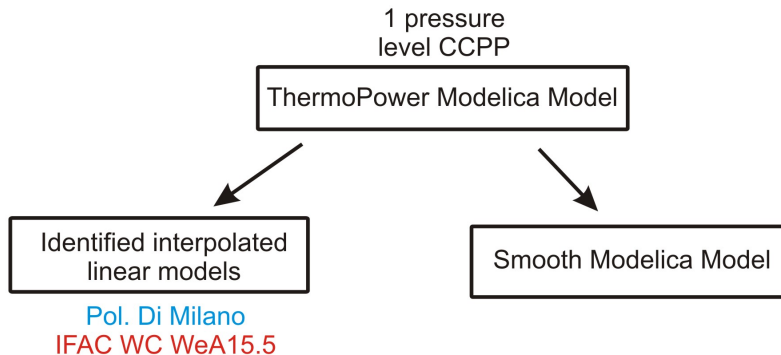 1 pressure
level CCPP
ThermoPower Modelica Model
Identified interpolated
linear models
Pol. Di Milano
IFAC WC WeA15.5
Smooth Modelica Model